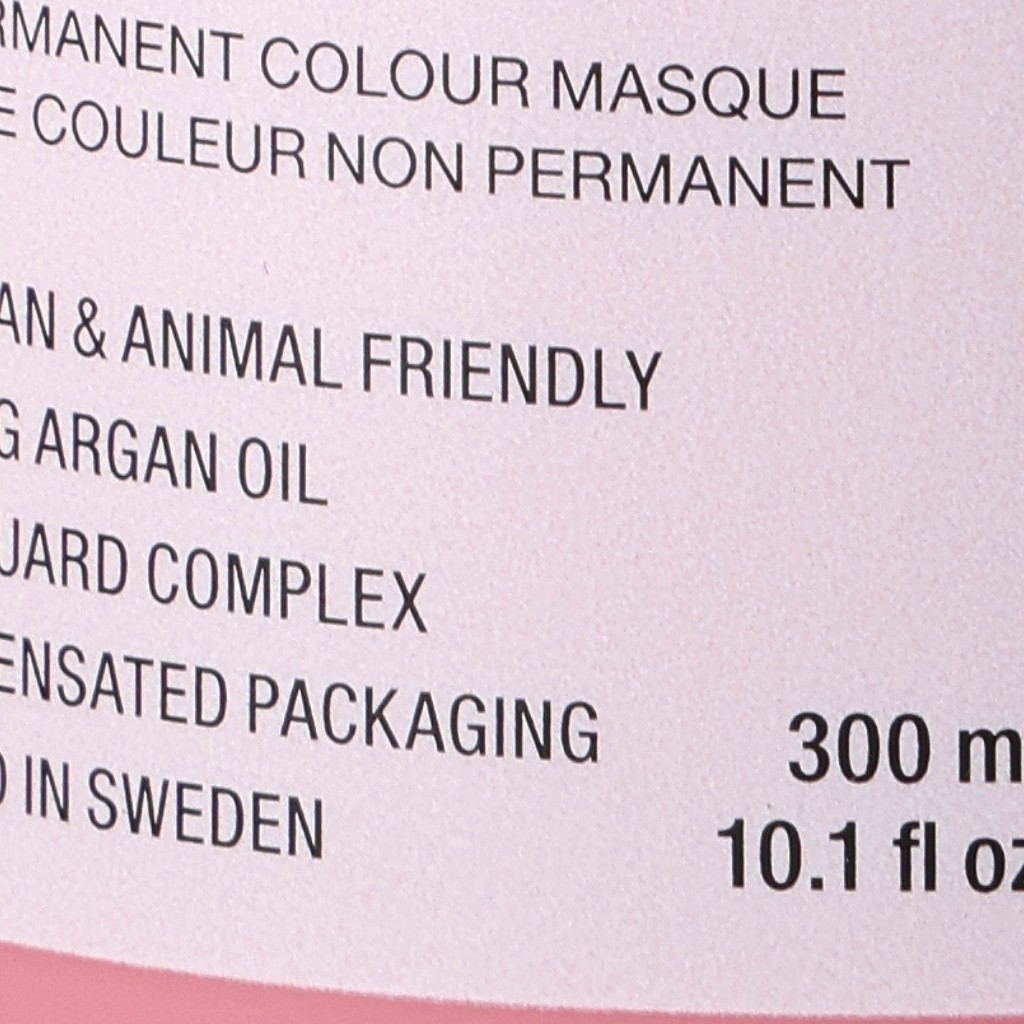 RMANENT COLOUR MASQUE
E COULEUR NON PERMANENT
AN & ANIMAL FRIENDLY
G ARGAN OIL
UARD COMPLEX
ENSATED PACKAGING
D IN SWEDEN
300 m
10.1 fl oz